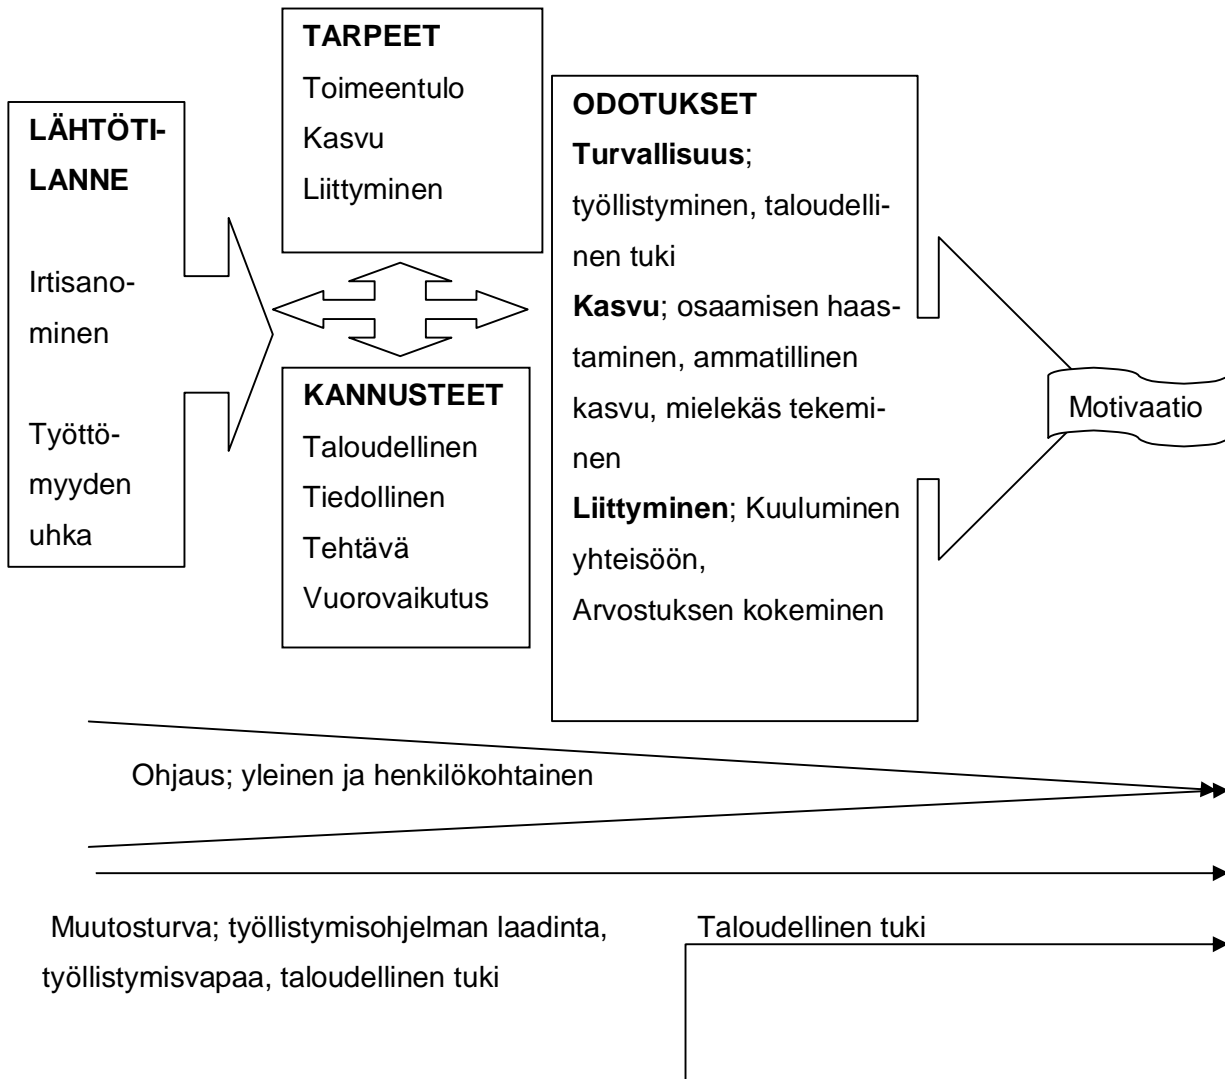 LÄHTÖTI-
LANNE
Irtisano-
minen
Työttö-
myyden
uhka
TARPEET
Toimeentulo
Kasvu
Liittyminen
KANNUSTEET
Taloudellinen
Tiedollinen
Tehtävä
Vuorovaikutus
ODOTUKSET
Turvallisuus;
työllistyminen, taloudelli-
nen tuki
Kasvu; osaamisen haas-
taminen, ammatillinen
kasvu, mielekäs tekemi-
nen
Liittyminen; Kuuluminen
yhteisöön,
Arvostuksen kokeminen
Motivaatio
Ohjaus; yleinen ja henkilökohtainen
Muutosturva; työllistymisohjelman laadinta,
työllistymisvapaa, taloudellinen tuki
Taloudellinen tuki